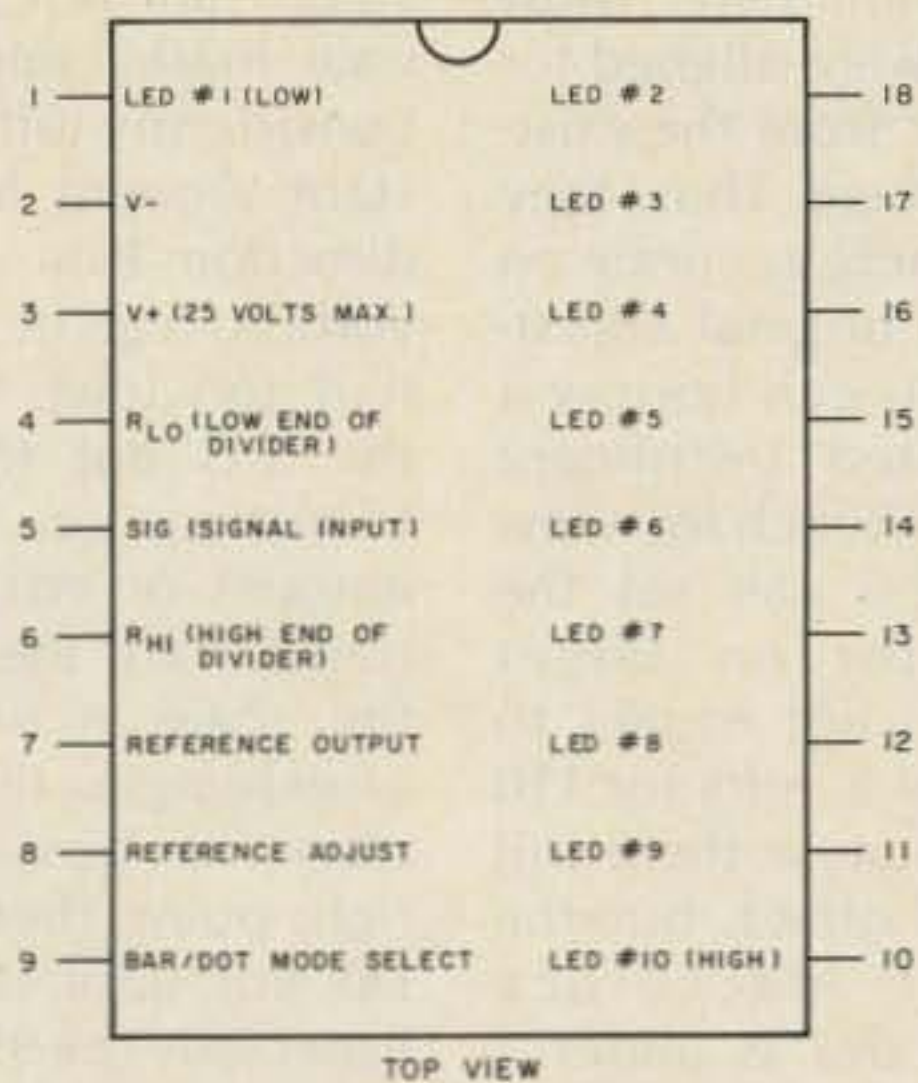 1 LED #1 (LOW) LED #2 18
2 V- LED #3 17
3 V+ (25 VOLTS MAX.) LED #4 16
4 RLO (LOW END OF LED #5 15
DIVIDER)
5 SIG (SIGNAL INPUT) LED #6 14
6 RHI (HIGH END OF LED #7 13
DIVIDER)
7 REFERENCE OUTPUT LED #8 12
8 REFERENCE ADJUST LED #9 11
9 BAR/DOT MODE SELECT LED #10 (HIGH) 10
TOP VIEW